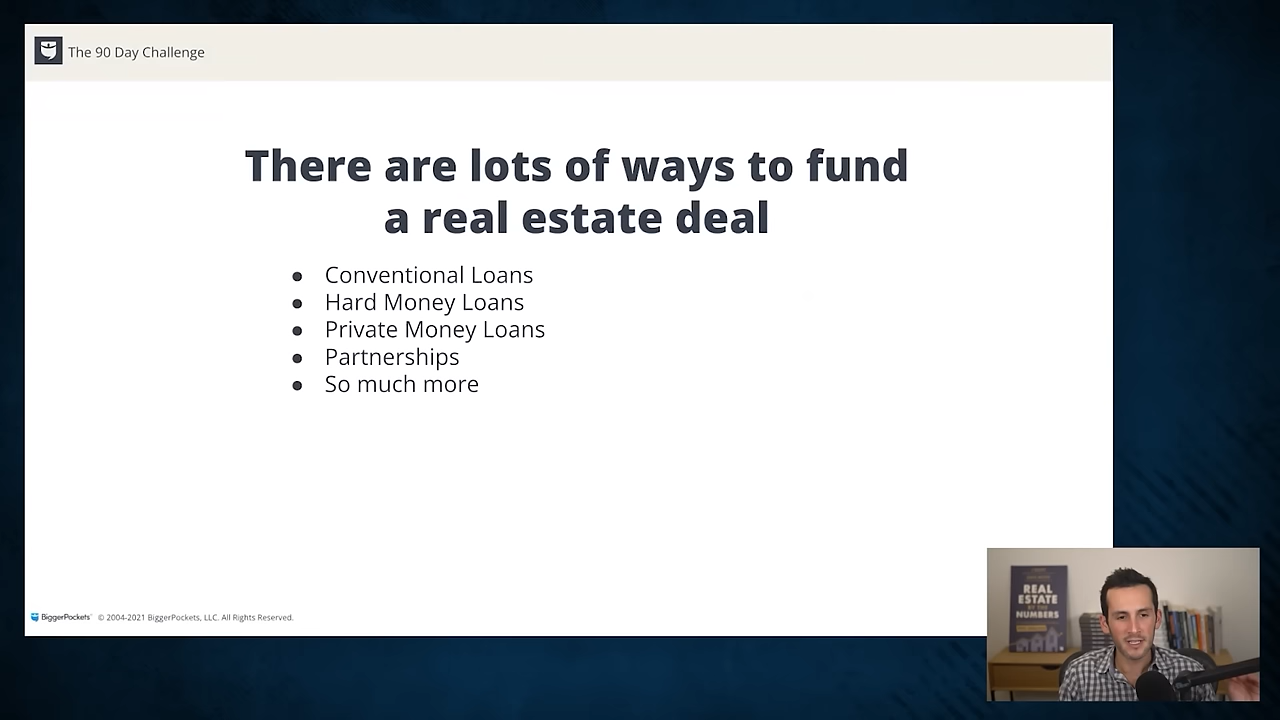 The 90 Day Challenge
There are lots of ways to fund
a real estate deal
● Conventional Loans
● Hard Money Loans
● Private Money Loans
● Partnerships
● So much more
BiggerPockets © 2004-2021 BiggerPockets, LLC. All Rights Reserved.
REAL
ESTATE
BY THE
NUMBERS